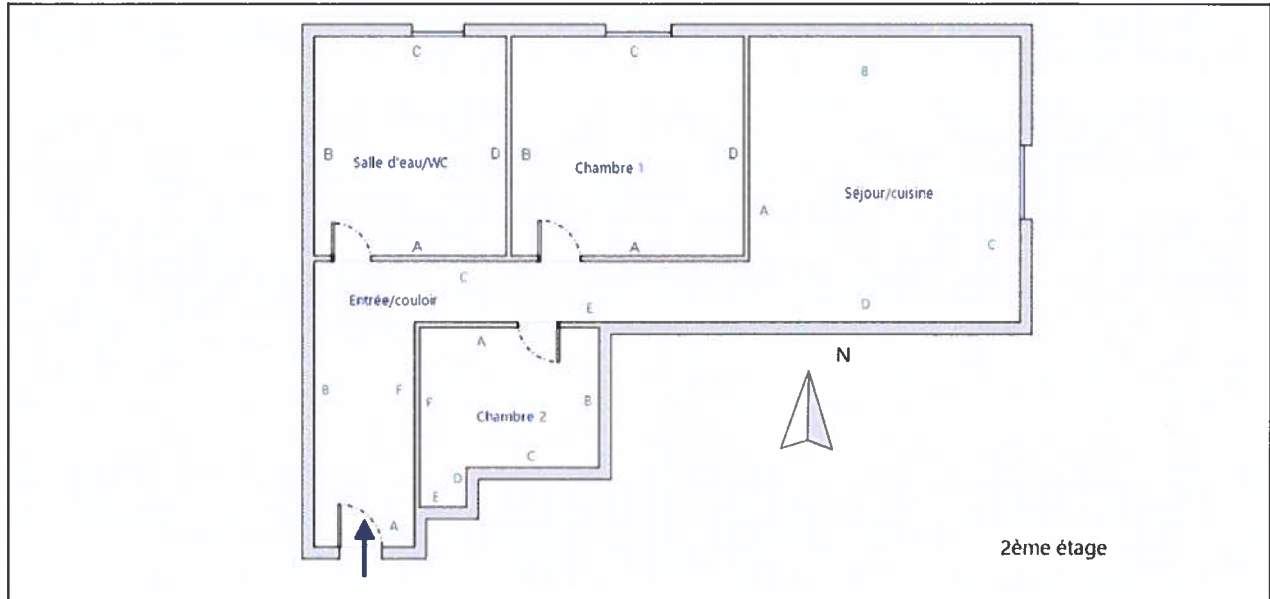 C
C
B
B
Salle d'eau/WC
D
B
Chambre 1
D
Séjour/cuisine
A
A
A
C
C
Entrée/couloir
E
D
A
N
B
F
F
Chambre 2
B
C
D
E
A
2ème étage